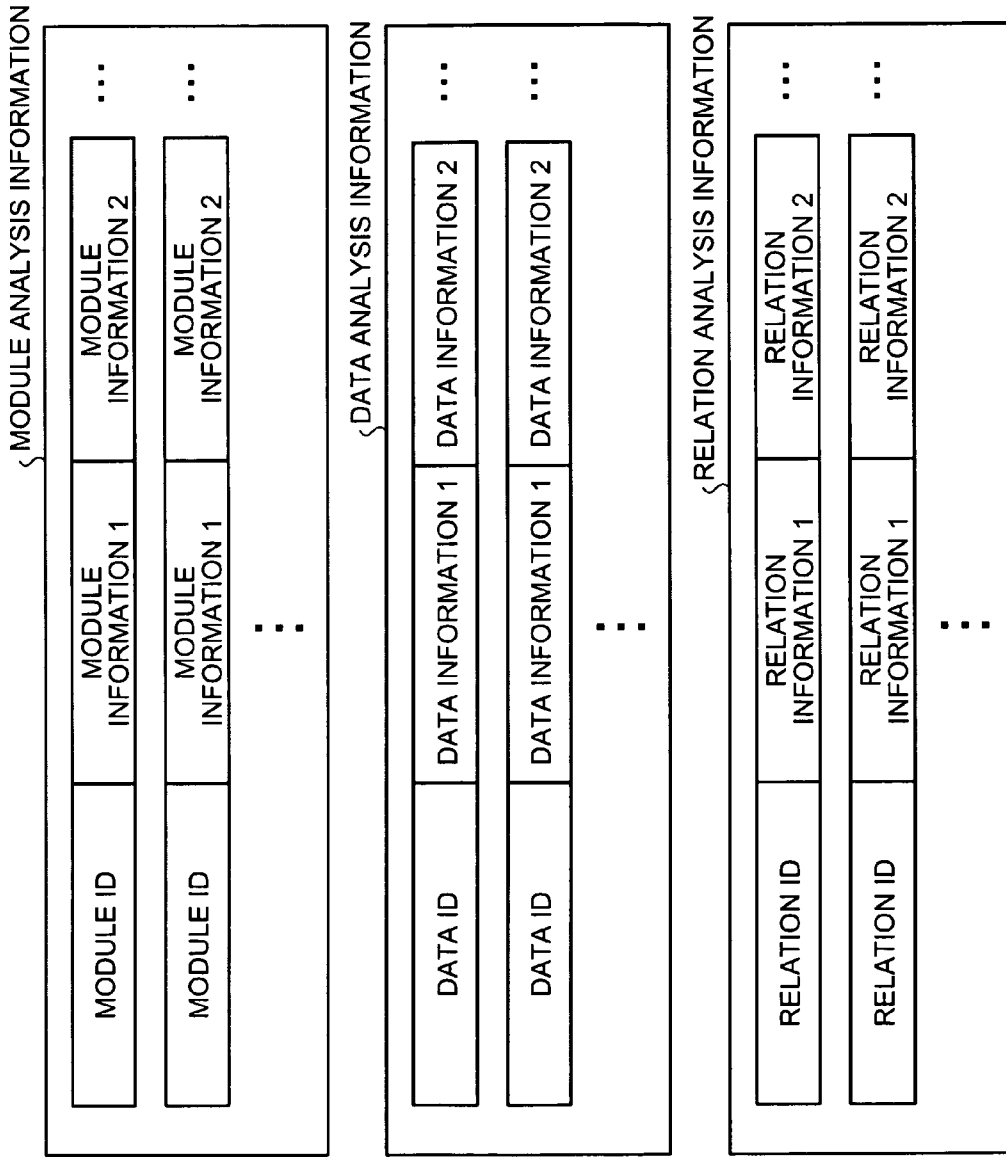 MODULE ANALYSIS INFORMATION
MODULE ID
MODULE
INFORMATION 1
MODULE
INFORMATION 2
...
MODULE ID
MODULE
INFORMATION 1
MODULE
INFORMATION 2
...
...
DATA ANALYSIS INFORMATION
DATA ID
DATA INFORMATION 1
DATA INFORMATION 2
...
DATA ID
DATA INFORMATION 1
DATA INFORMATION 2
...
...
RELATION ANALYSIS INFORMATION
RELATION ID
RELATION
INFORMATION 1
RELATION
INFORMATION 2
...
RELATION ID
RELATION
INFORMATION 1
RELATION
INFORMATION 2
...
...